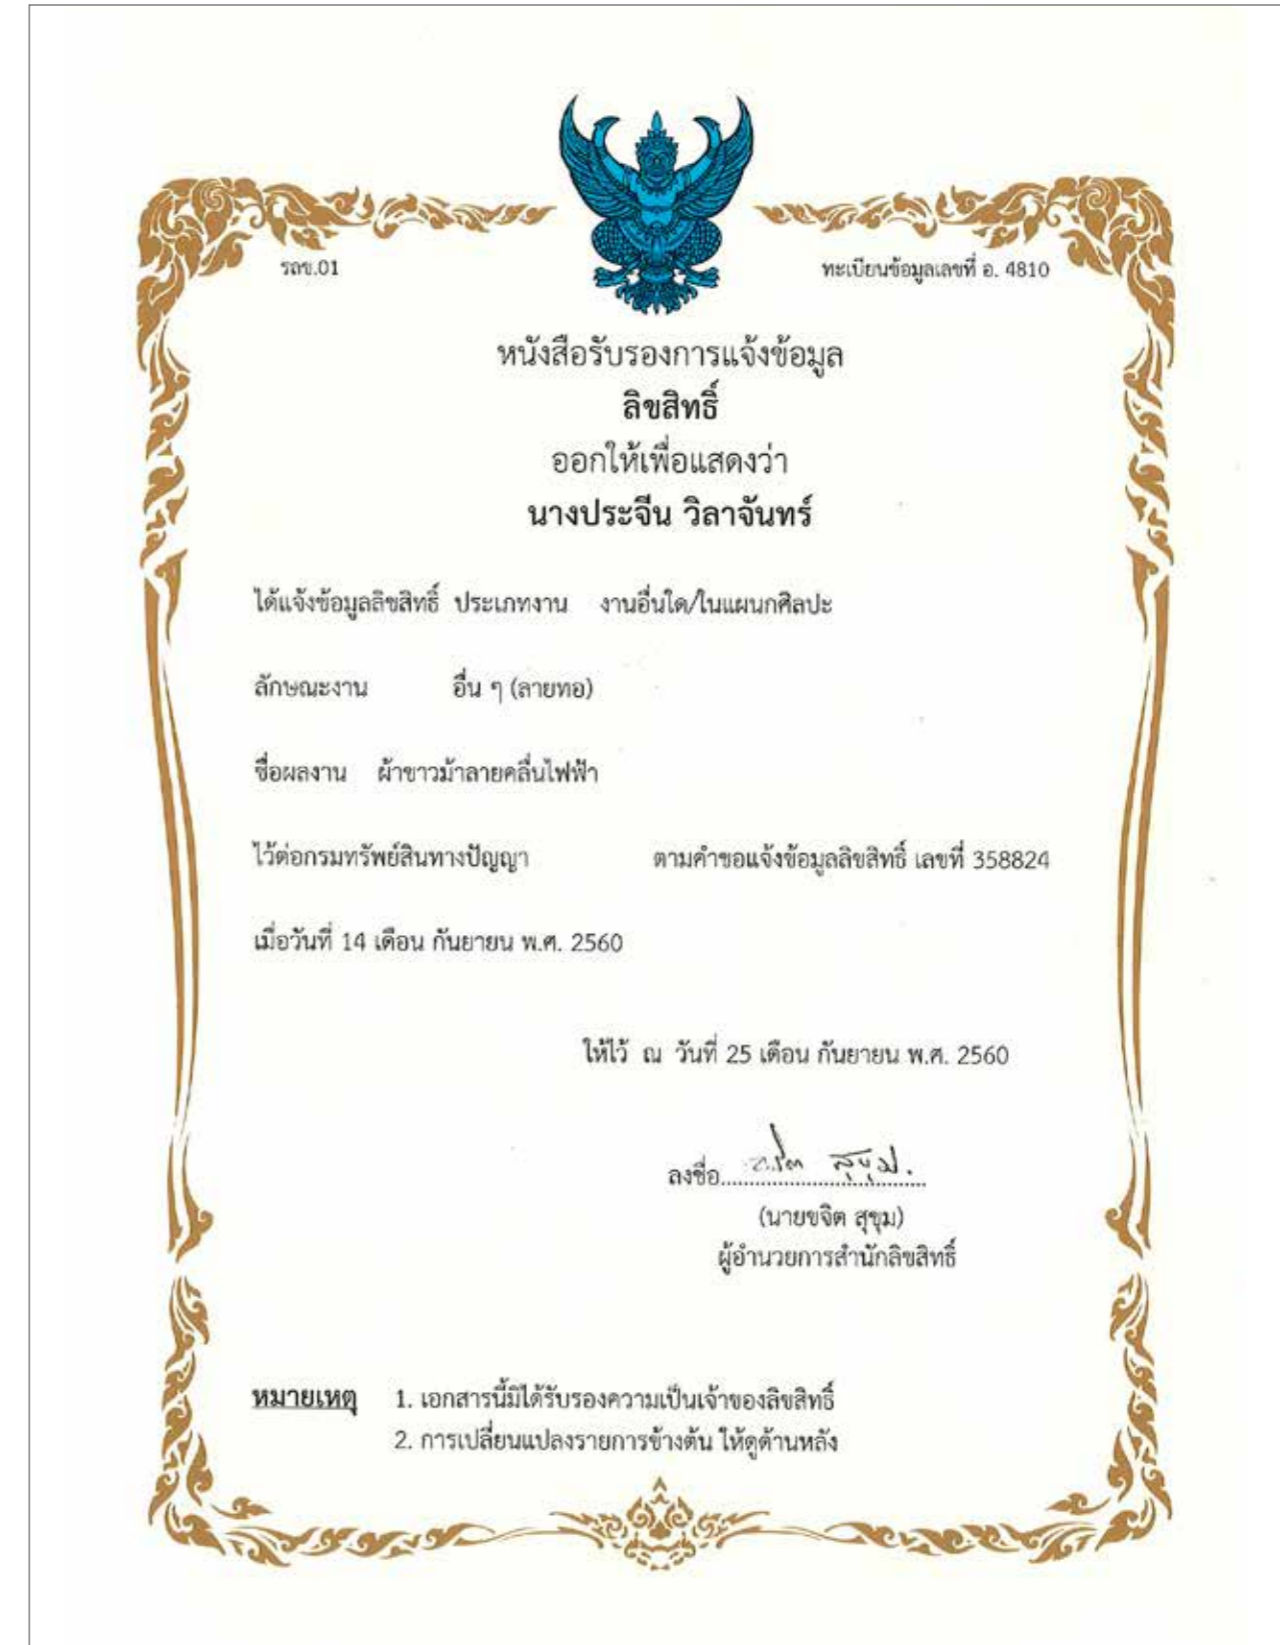 รลข.01 ทะเบียนข้อมูลเลขที่ อ. 4810
หนังสือรับรองการแจ้งข้อมูล
ลิขสิทธิ์
ออกให้เพื่อแสดงว่า
นางประจีน วิลาจันทร์
ได้แจ้งข้อมูลลิขสิทธิ์ ประเภทงาน งานอื่นใด/ในแผนกศิลปะ
ลักษณะงาน อื่น ๆ (ลายทอ)
ชื่อผลงาน ผ้าขาวม้าลายคลื่นไฟฟ้า
ไว้ต่อกรมทรัพย์สินทางปัญญา ตามคำขอแจ้งข้อมูลลิขสิทธิ์ เลขที่ 358824
เมื่อวันที่ 14 เดือน กันยายน พ.ศ. 2560
ให้ไว้ ณ วันที่ 25 เดือน กันยายน พ.ศ. 2560
ลงชื่อ ขจิต สุขุม.
(นายขจิต สุขุม)
ผู้อำนวยการสำนักลิขสิทธิ์
หมายเหตุ 1. เอกสารนี้มิได้รับรองความเป็นเจ้าของลิขสิทธิ์
2. การเปลี่ยนแปลงรายการข้างต้น ให้ดูด้านหลัง